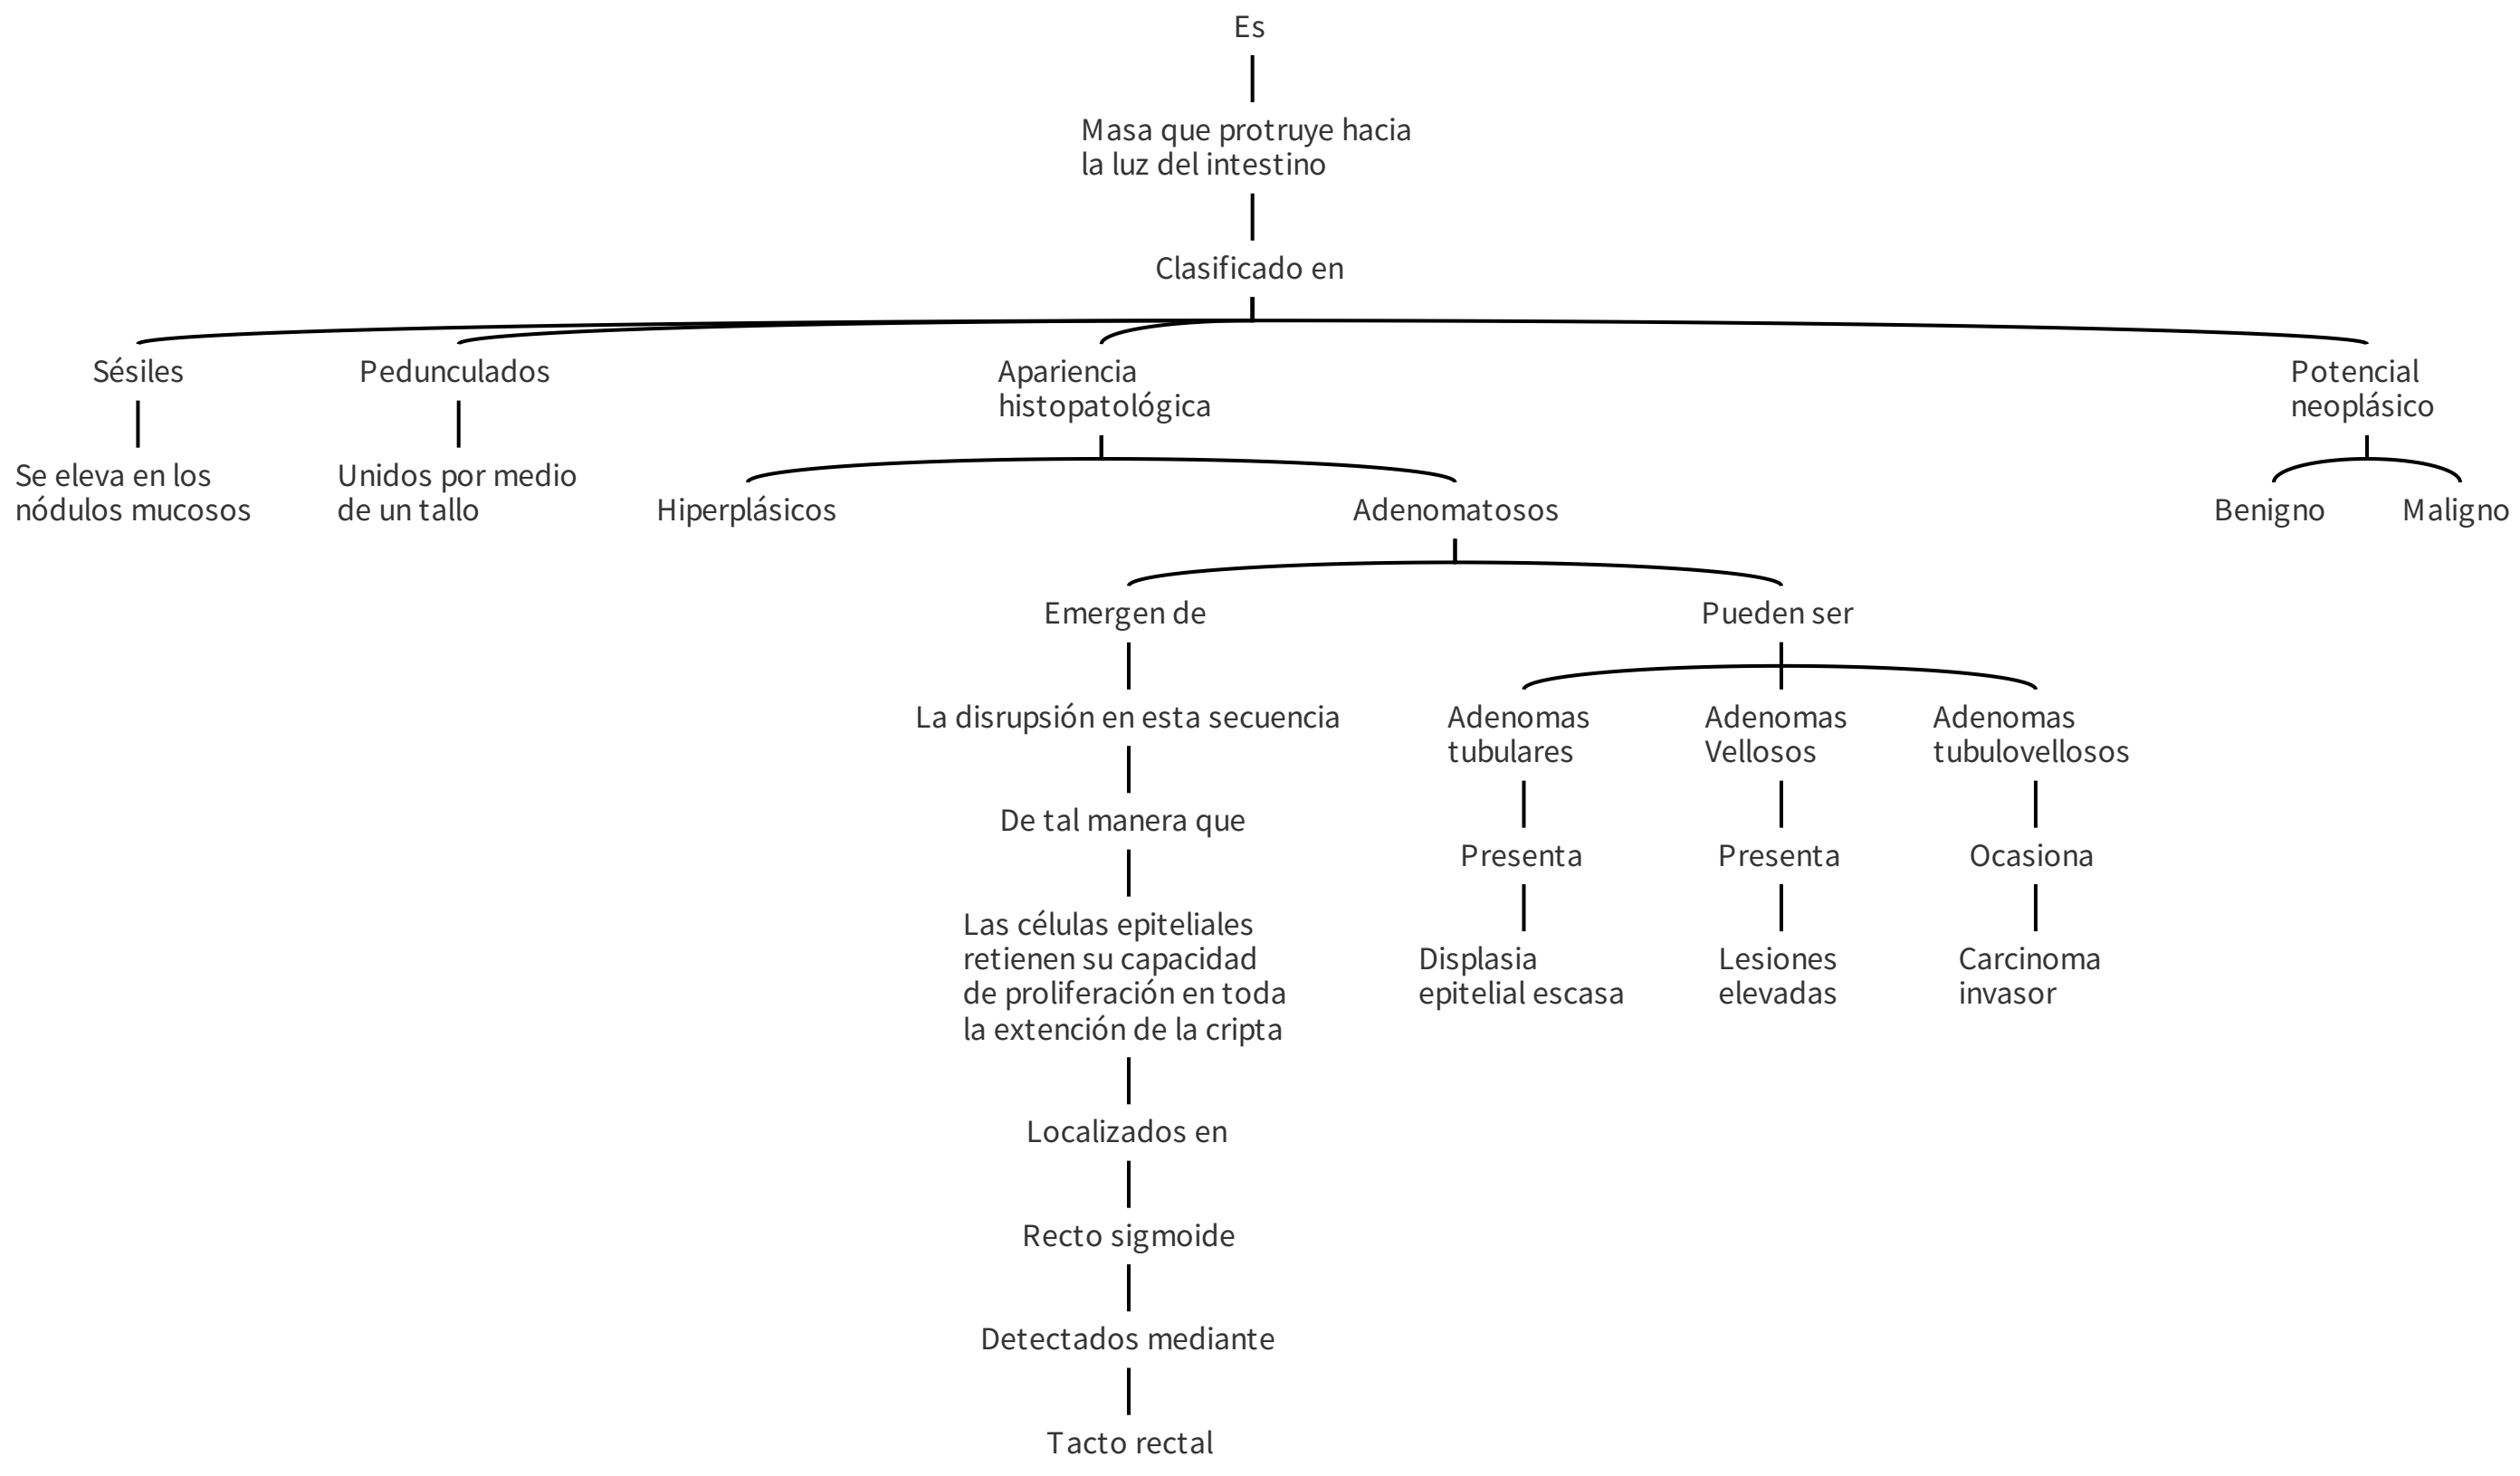 Es
Masa que protruye hacia
la luz del intestino
Clasificado en
Sésiles
Pedunculados
Apariencia
histopatológica
Potencial
neoplásico
Se eleva en los
nódulos mucosos
Unidos por medio
de un tallo
Hiperplásicos
Adenomatosos
Benigno
Maligno
Emergen de
Pueden ser
La disrupsión en esta secuencia
Adenomas
tubulares
Adenomas
Vellosos
Adenomas
tubulovellosos
De tal manera que
Presenta
Presenta
Ocasiona
Las células epiteliales
retienen su capacidad
de proliferación en toda
la extención de la cripta
Displasia
epitelial escasa
Lesiones
elevadas
Carcinoma
invasor
Localizados en
Recto sigmoide
Detectados mediante
Tacto rectal